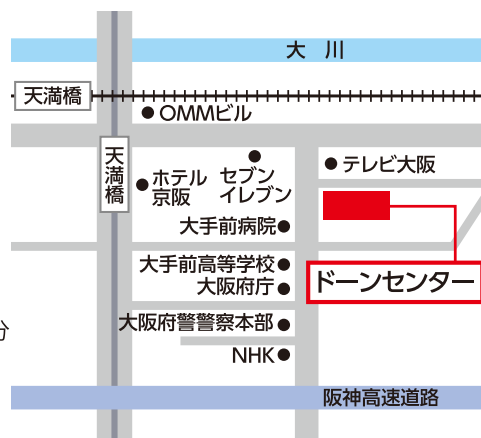 大 川
天満橋
OMMビル
天満橋
ホテル
京阪
セブン
イレブン
テレビ大阪
大手前病院
大手前高等学校
大阪府庁
ドーンセンター
大阪府警警察本部
分
NHK
阪神高速道路